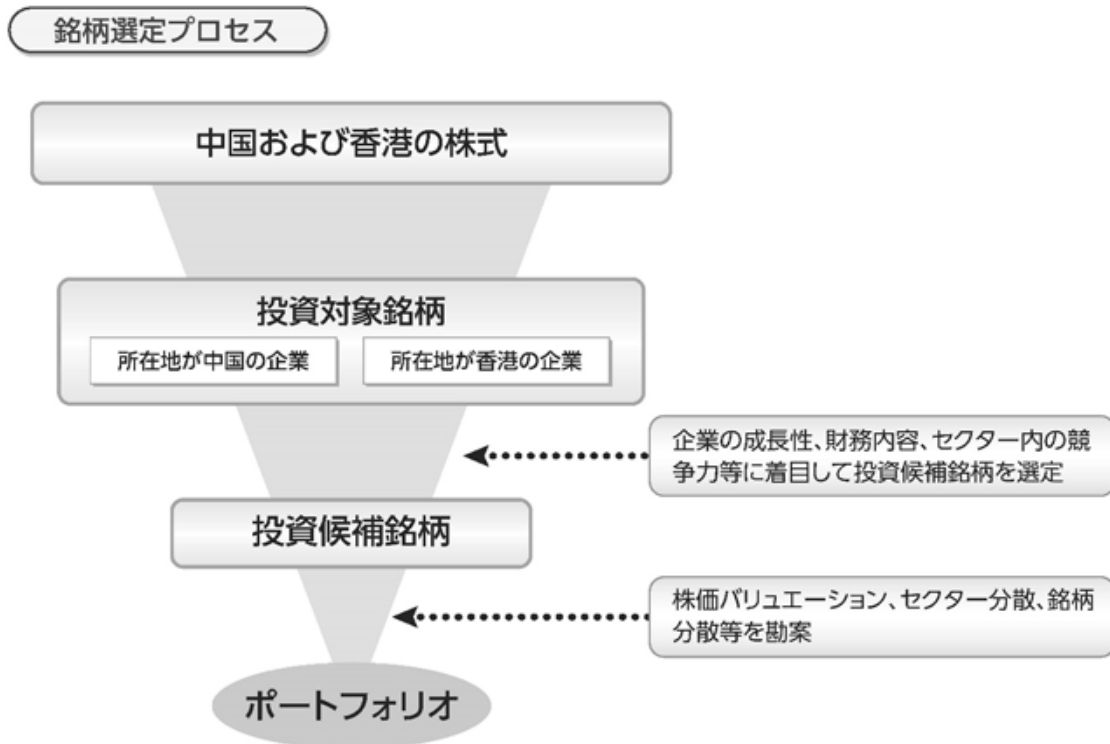 銘柄選定プロセス
中国および香港の株式
投資対象銘柄
所在地が中国の企業
所在地が香港の企業
企業の成長性、財務内容、セクター内の競
争力等に着目して投資候補銘柄を選定
投資候補銘柄
株価バリュエーション、セクター分散、銘柄
分散等を勘案
ポートフォリオ